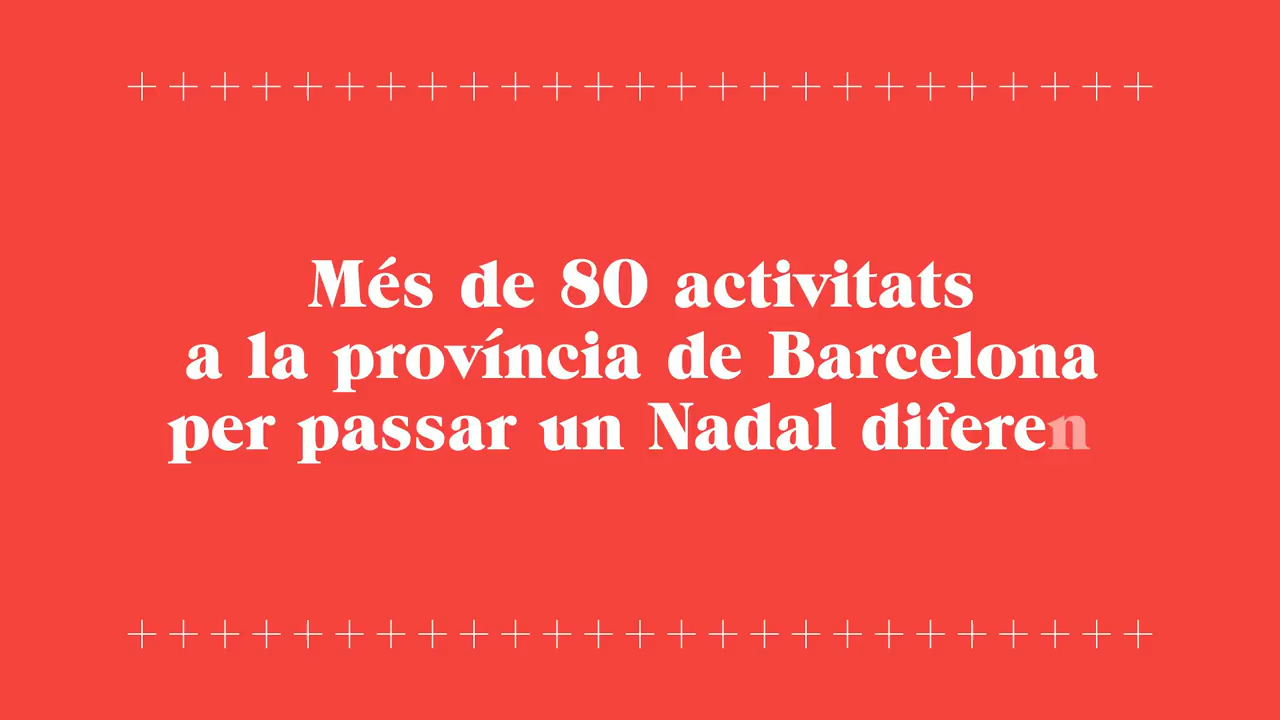 Més de 80 activitats
a la província de Barcelona
per passar un Nadal diferen